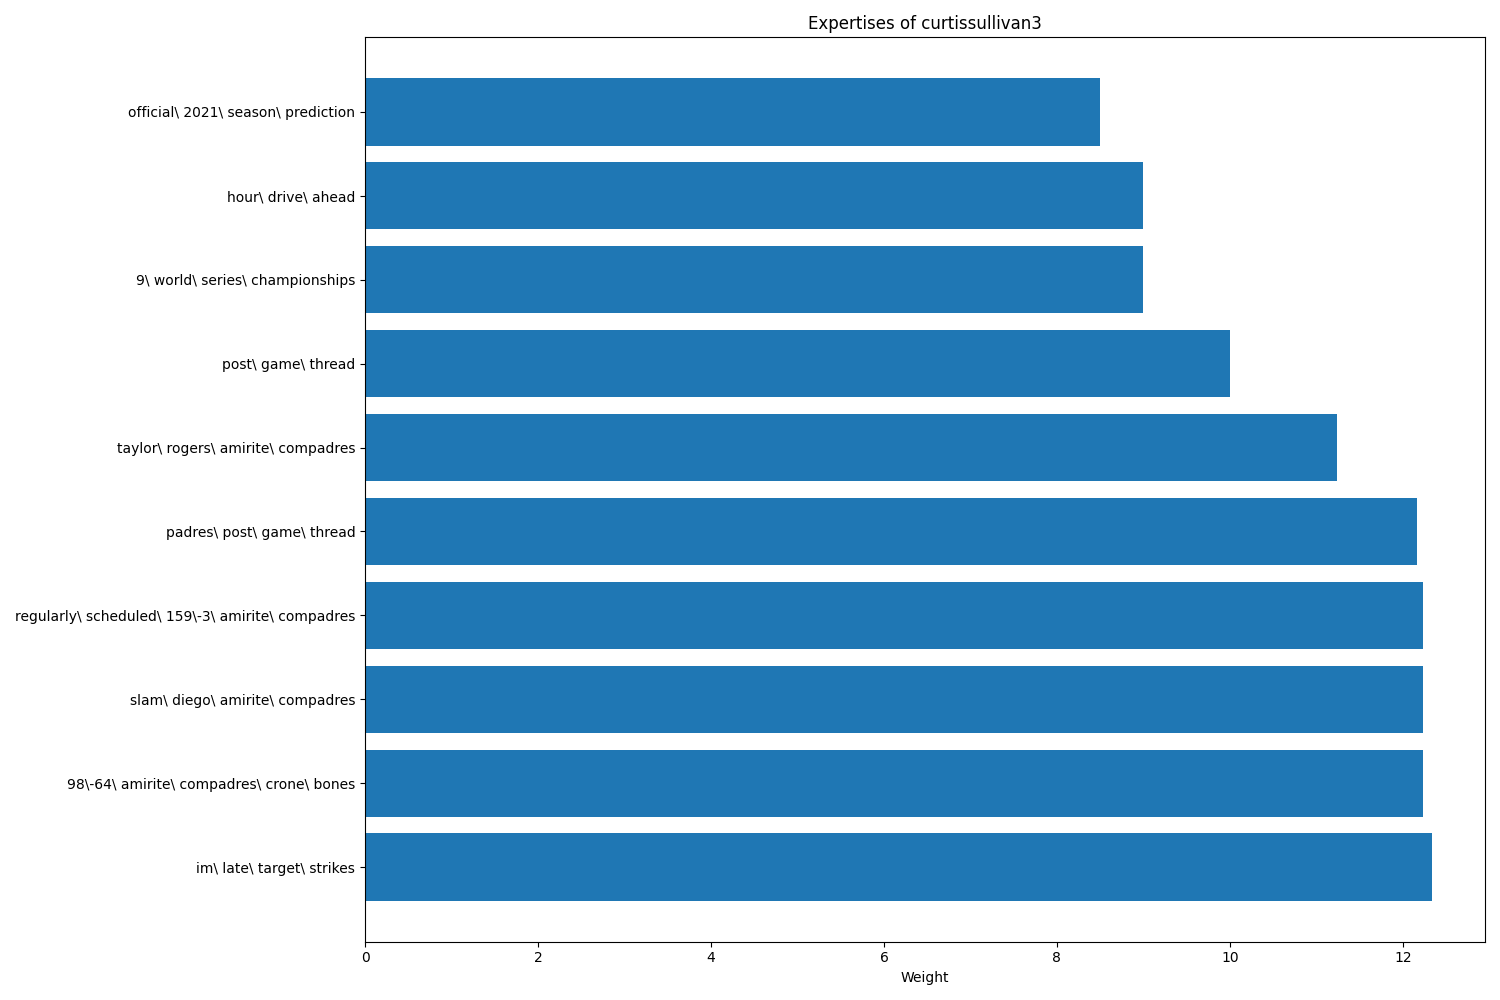 Expertises of curtissullivan3
official\ 2021\ season\ prediction
hour\ drive\ ahead
9\ world\ series\ championships
post\ game\ thread
taylor\ rogers\ amirite\ compadres
padres\ post\ game\ thread
regularly\ scheduled\ 159\-3\ amirite\ compadres
slam\ diego\ amirite\ compadres
98\-64\ amirite\ compadres\ crone\ bones
im\ late\ target\ strikes
0 2 4 6 8 10 12
Weight